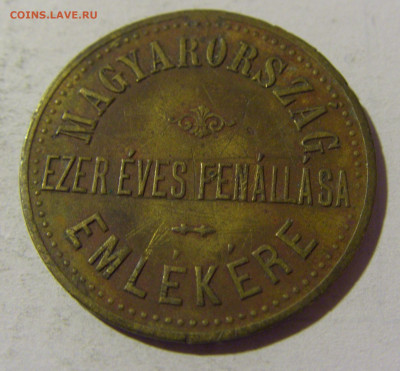 COINS.LAVE.RU
MAGYARORSZÁG
EZER ÉVES FENÁLLÁSA
EMLÉKÉRE